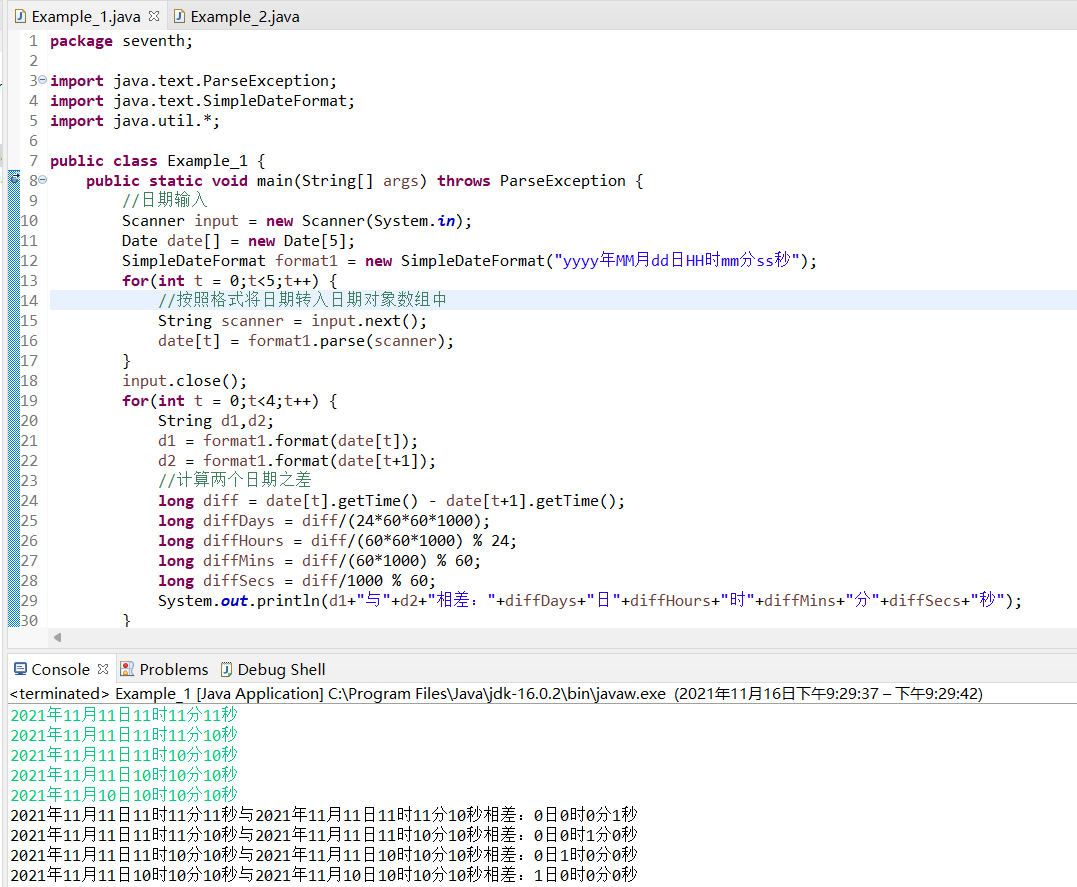 Example_1.java Example_2.java
1 package seventh;
2
3 import java.text.ParseException;
4 import java.text.SimpleDateFormat;
5 import java.util.*;
6
7 public class Example_1 {
8     public static void main(String[] args) throws ParseException {
9         //日期输入
10         Scanner input = new Scanner(System.in);
11         Date date[] = new Date[5];
12         SimpleDateFormat format1 = new SimpleDateFormat("yyyy年MM月dd日HH时mm分ss秒");
13         for(int t = 0;t<5;t++) {
14             //按照格式将日期转入日期对象数组中
15             String scanner = input.next();
16             date[t] = format1.parse(scanner);
17         }
18         input.close();
19         for(int t = 0;t<4;t++) {
20             String d1,d2;
21             d1 = format1.format(date[t]);
22             d2 = format1.format(date[t+1]);
23             //计算两个日期之差
24             long diff = date[t].getTime() - date[t+1].getTime();
25             long diffDays = diff/(24*60*60*1000);
26             long diffHours = diff/(60*60*1000) % 24;
27             long diffMins = diff/(60*1000) % 60;
28             long diffSecs = diff/1000 % 60;
29             System.out.println(d1+"与"+d2+"相差："+diffDays+"日"+diffHours+"时"+diffMins+"分"+diffSecs+"秒");
30         }
Console Problems Debug Shell
<terminated> Example_1 [Java Application] C:\Program Files\Java\jdk-16.0.2\bin\javaw.exe (2021年11月16日下午9:29:37 – 下午9:29:42)
2021年11月11日11时11分11秒
2021年11月11日11时11分10秒
2021年11月11日11时10分10秒
2021年11月11日10时10分10秒
2021年11月10日10时10分10秒
2021年11月11日11时11分11秒与2021年11月11日11时11分10秒相差：0日0时0分1秒
2021年11月11日11时11分10秒与2021年11月11日11时10分10秒相差：0日0时1分0秒
2021年11月11日11时10分10秒与2021年11月11日10时10分10秒相差：0日1时0分0秒
2021年11月11日10时10分10秒与2021年11月10日10时10分10秒相差：1日0时0分0秒